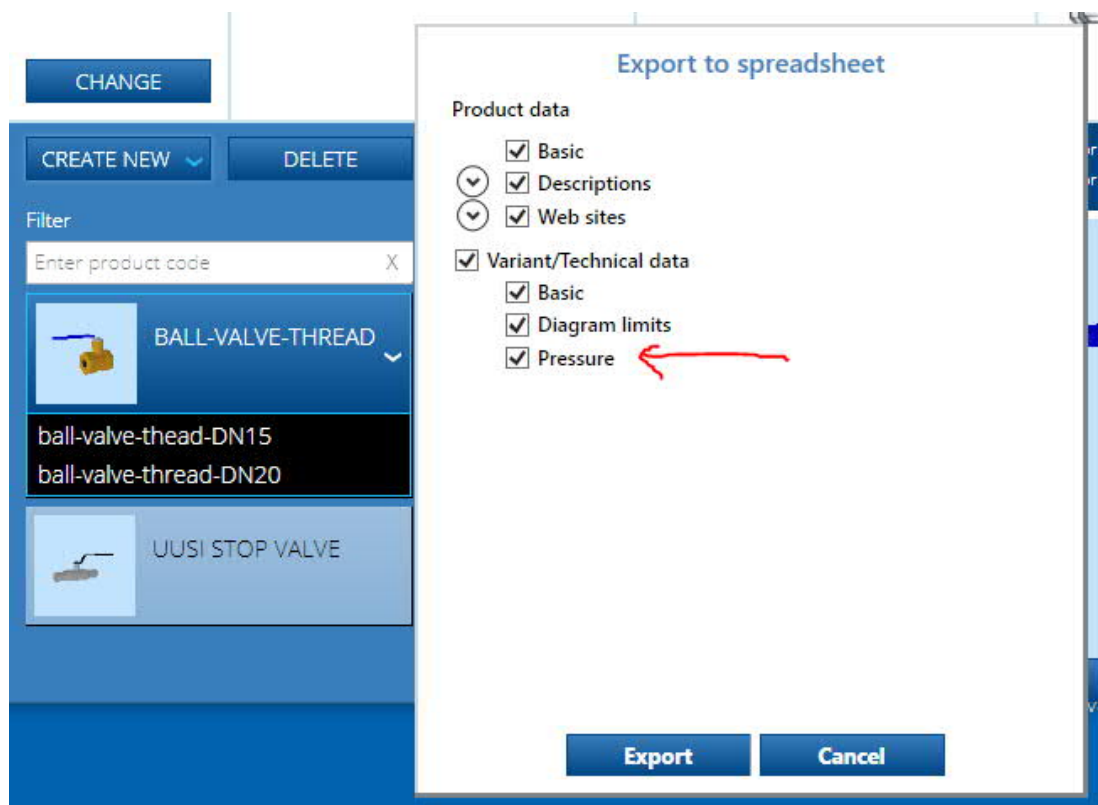 CHANGE
CREATE NEW
DELETE
Filter
Enter product code X
BALL-VALVE-THREAD
ball-valve-thead-DN15
ball-valve-thread-DN20
UUSI STOP VALVE
Export to spreadsheet
Product data
Basic
Descriptions
Web sites
Variant/Technical data
Basic
Diagram limits
Pressure
Export
Cancel